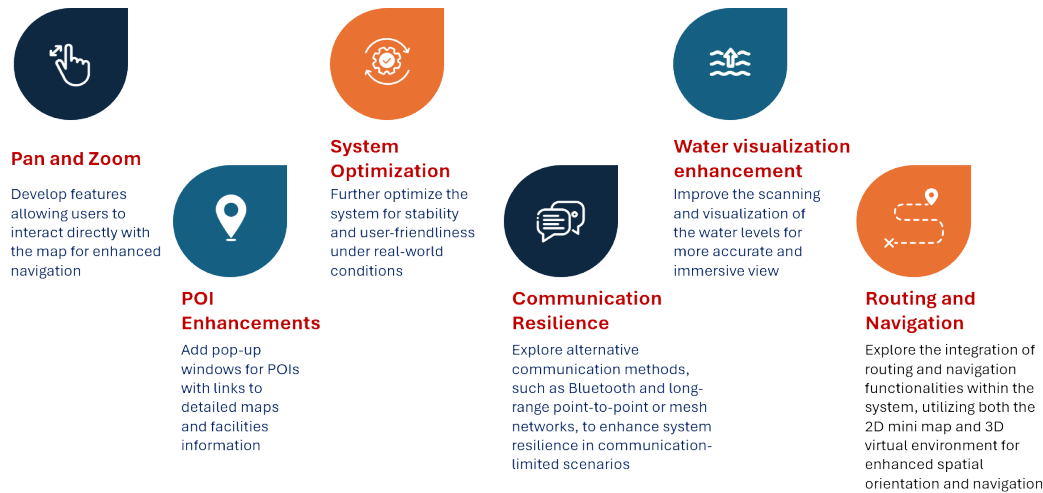 Pan and Zoom
Develop features
allowing users to
interact directly with
the map for enhanced
navigation
POI
Enhancements
Add pop-up
windows for POIs
with links to
detailed maps
and facilities
information
System
Optimization
Further optimize the
system for stability
and user-friendliness
under real-world
conditions
Communication
Resilience
Explore alternative
communication methods,
such as Bluetooth and long-
range point-to-point or mesh
networks, to enhance system
resilience in communication-
limited scenarios
Water visualization
enhancement
Improve the scanning
and visualization of
the water levels for
more accurate and
immersive view
Routing and
Navigation
Explore the integration of
routing and navigation
functionalities within the
system, utilizing both the
2D mini map and 3D
virtual environment for
enhanced spatial
orientation and navigation